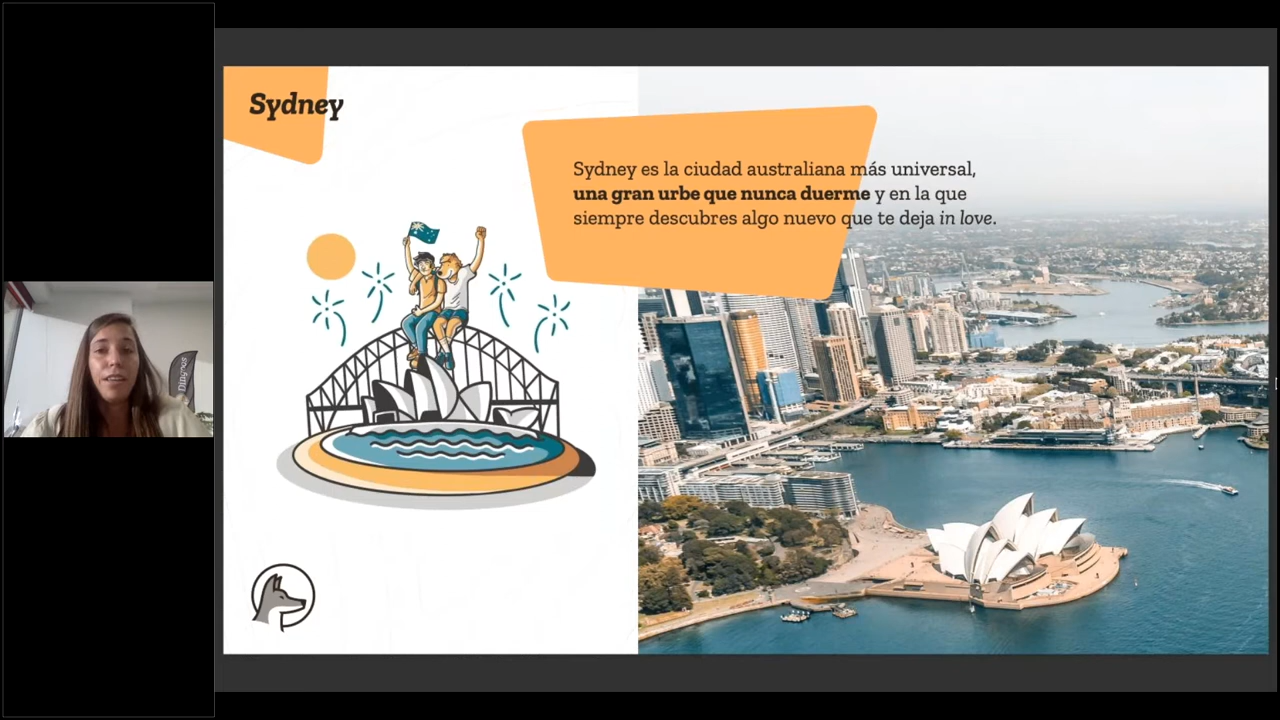 Sydney
Sydney es la ciudad australiana más universal,
una gran urbe que nunca duerme y en la que
siempre descubres algo nuevo que te deja in love.